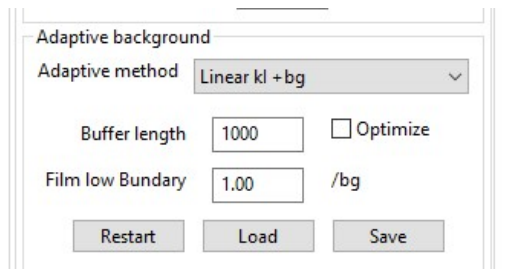 Adaptive background
Adaptive method Linear kl +bg
Buffer length 1000 Optimize
Film low Bundary 1.00 /bg
Restart Load Save